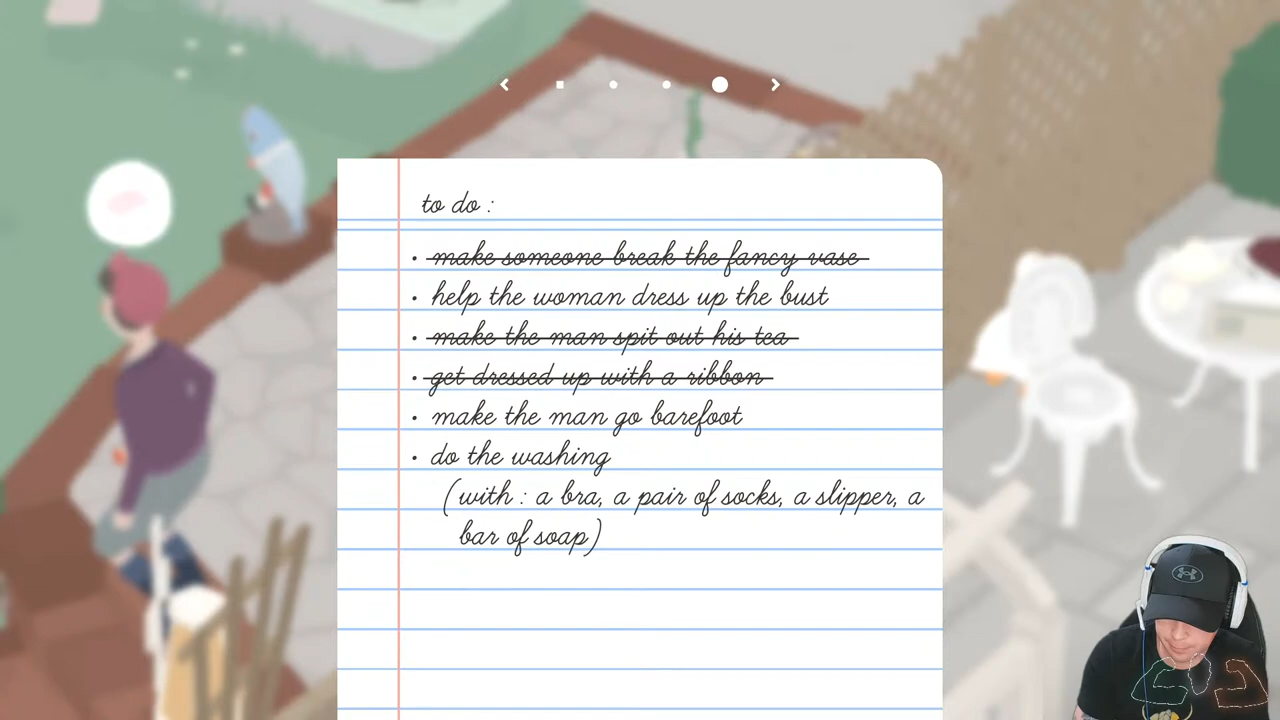 to do :
• make someone break the fancy vase
• help the woman dress up the bust
• make the man spit out his tea
• get dressed up with a ribbon
• make the man go barefoot
• do the washing
(with : a bra, a pair of socks, a slipper, a
bar of soap)